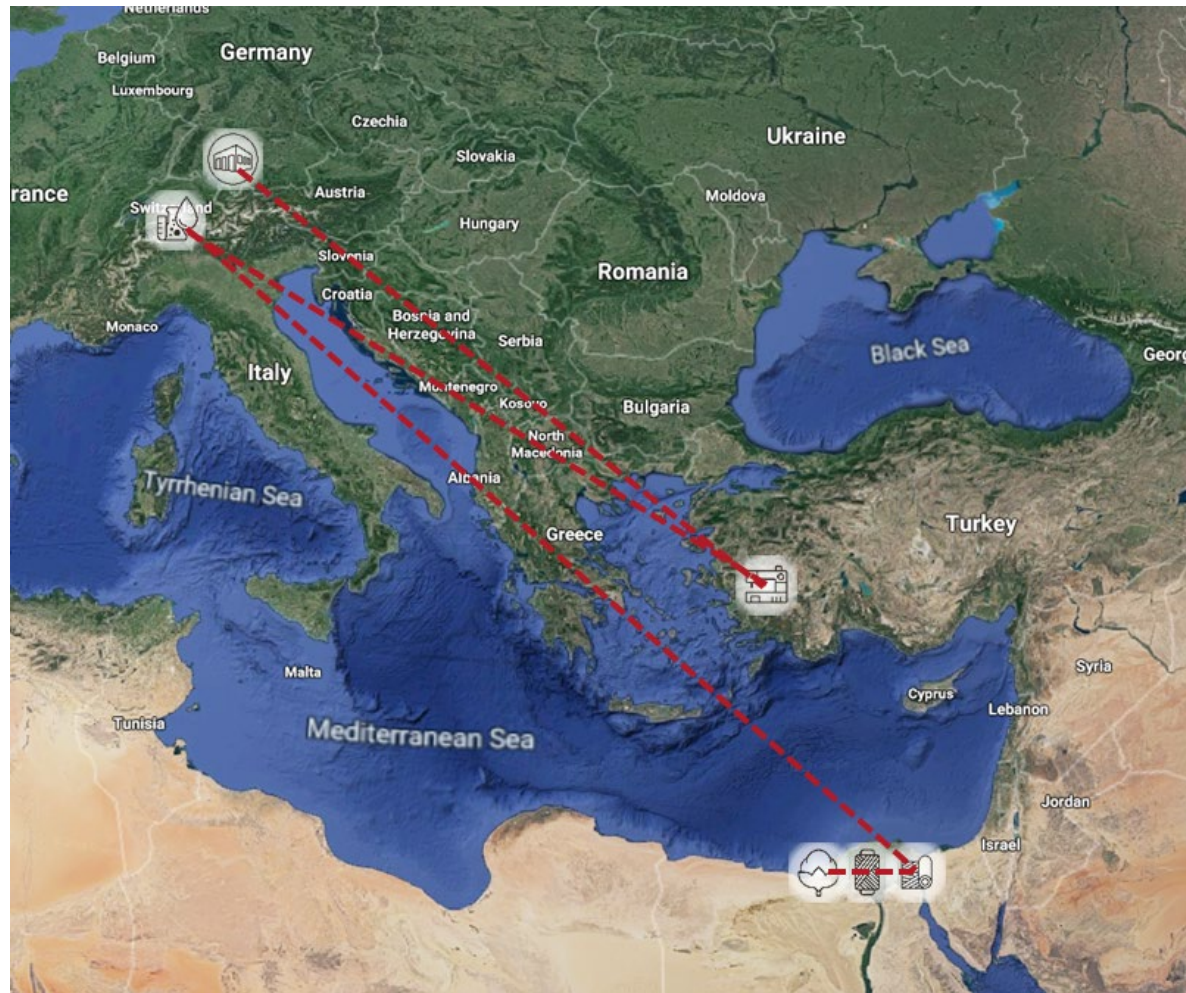 Netherlands
Belgium
Germany
Luxembourg
Czechia
Ukraine
Slovakia
rance
Austria
Moldova
Switzerland
Hungary
Slovenia
Romania
Croatia
Bosnia and
Herzegovina
Monaco
Serbia
Black Sea
Georg
Italy
Montenegro
Kosovo
Bulgaria
North
Macedonia
Albania
Tyrrhenian Sea
Greece
Turkey
Malta
Syria
Cyprus
Lebanon
Tunisia
Mediterranean Sea
Jordan
Israel